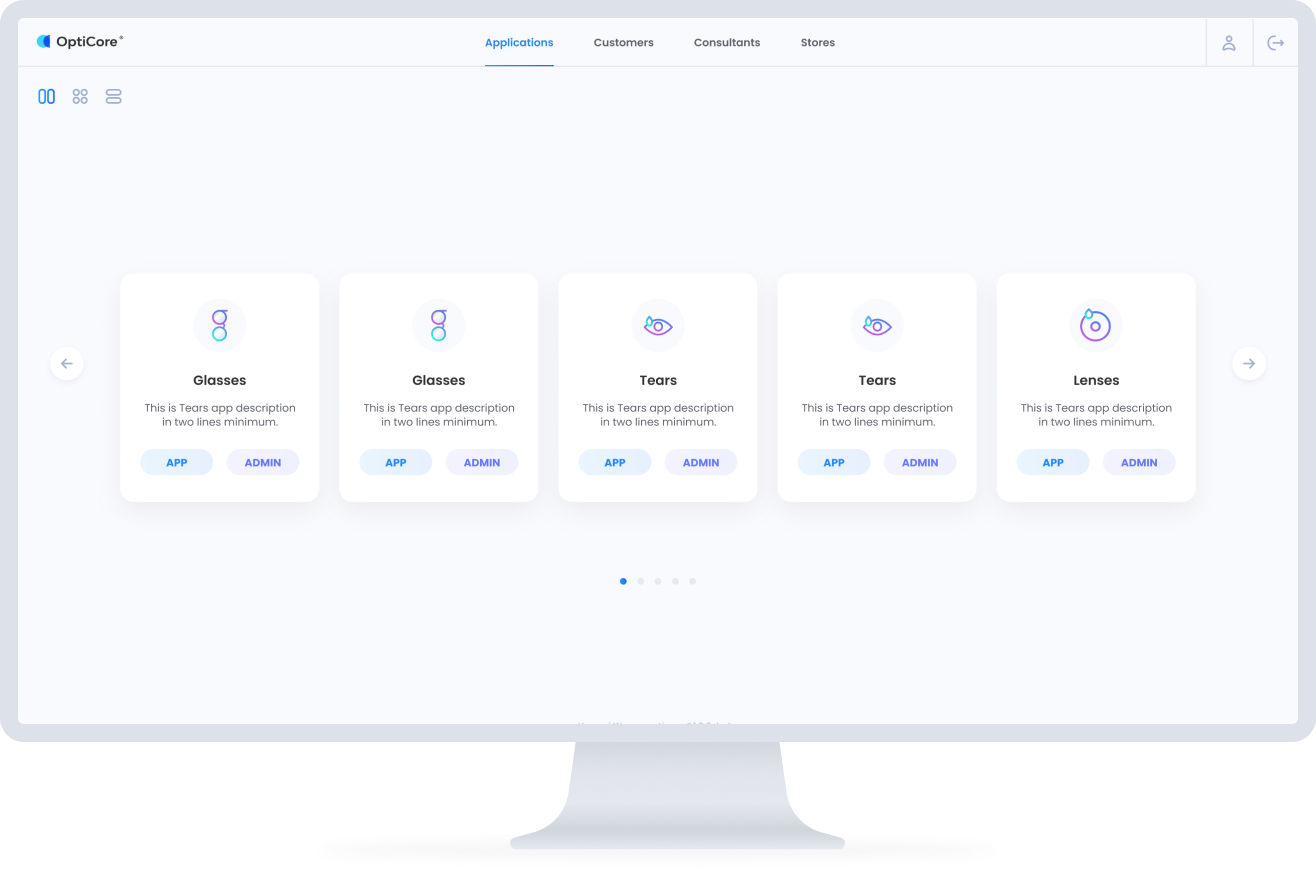 OptiCore®
Applications Customers Consultants Stores
Glasses
This is Tears app description
in two lines minimum.
APP ADMIN
Glasses
This is Tears app description
in two lines minimum.
APP ADMIN
Tears
This is Tears app description
in two lines minimum.
APP ADMIN
Tears
This is Tears app description
in two lines minimum.
APP ADMIN
Lenses
This is Tears app description
in two lines minimum.
APP ADMIN